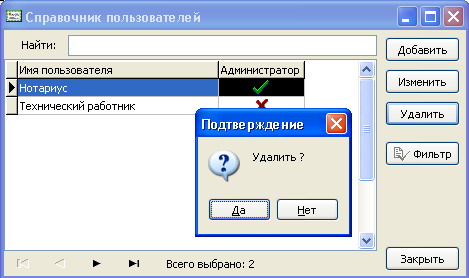 Справочник пользователей
Найти:
Добавить
Имя пользователя Администратор
Изменить
Нотариус
Технический работник
Удалить
Подтверждение
Удалить ?
Фильтр
Да Нет
Всего выбрано: 2
Закрыть